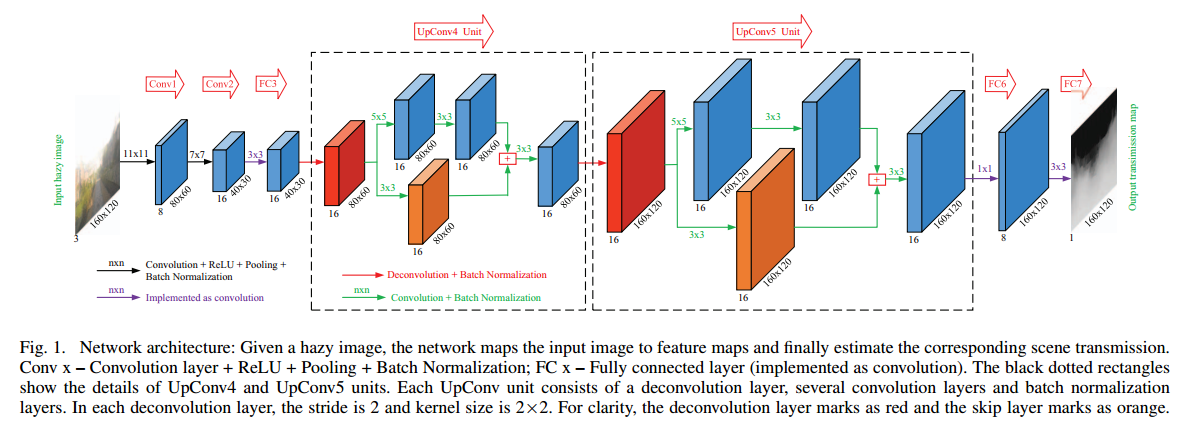 UpConv4 Unit
UpConv5 Unit
Conv1
Conv2
FC3
FC6
FC7
Input hazy image
3
160x120
11x11
8
80x60
7x7
16
40x30
3x3
16
40x30
16
80x60
5x5
3x3
16
80x60
3x3
16
80x60
16
80x60
+
3x3
16
80x60
16
160x120
5x5
3x3
16
160x120
3x3
16
160x120
16
160x120
+
3x3
16
160x120
1x1
8
160x120
3x3
1
160x120
Output transimission map
nxn
Convolution + ReLU + Pooling +
Batch Normalization
nxn
Implemented as convolution
Deconvolution + Batch Normalization
nxn
Convolution + Batch Normalization
Fig. 1. Network architecture: Given a hazy image, the network maps the input image to feature maps and finally estimate the corresponding scene transmission.
Conv x – Convolution layer + ReLU + Pooling + Batch Normalization; FC x – Fully connected layer (implemented as convolution). The black dotted rectangles
show the details of UpConv4 and UpConv5 units. Each UpConv unit consists of a deconvolution layer, several convolution layers and batch normalization
layers. In each deconvolution layer, the stride is 2 and kernel size is 2×2. For clarity, the deconvolution layer marks as red and the skip layer marks as orange.